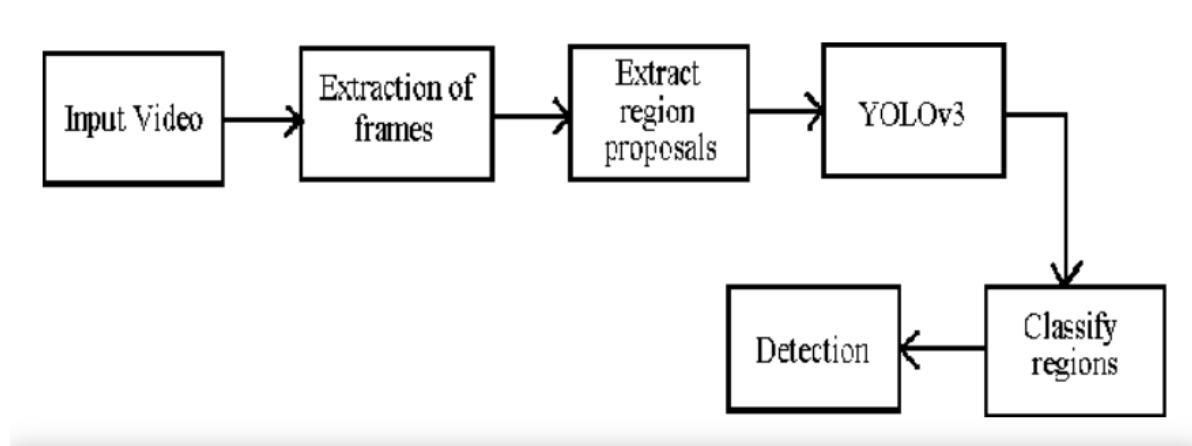 Input Video
Extraction of
frames
Extract
region
proposals
YOLOv3
Classify
regions
Detection